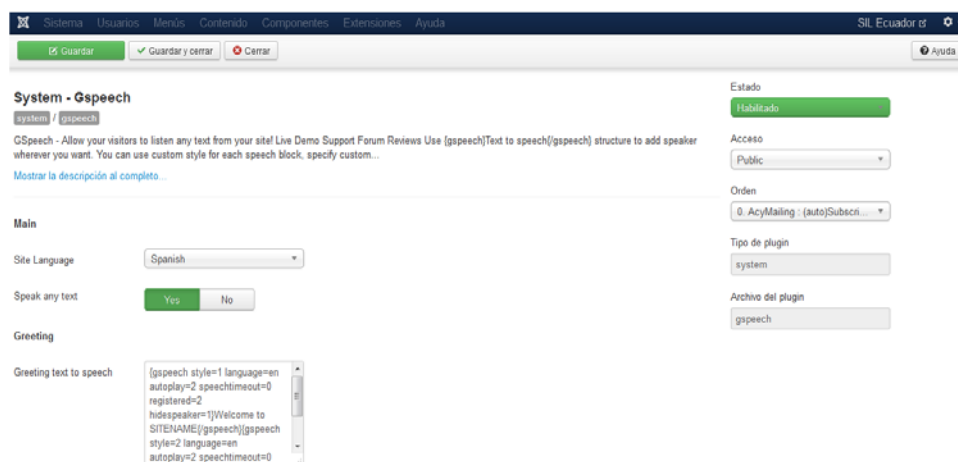 Sistema Usuarios Menús Contenido Componentes Extensiones Ayuda SIL Ecuador
Guardar Guardar y cerrar Cerrar Ayuda
System - Gspeech
system / gspeech
GSpeech - Allow your visitors to listen any text from your site! Live Demo Support Forum Reviews Use {gspeech}Text to speech{/gspeech} structure to add speaker
wherever you want. You can use custom style for each speech block, specify custom...
Mostrar la descripción al completo...
Main
Site Language Spanish
Speak any text Yes No
Greeting
Greeting text to speech
{gspeech style=1 language=en
autoplay=2 speechtimeout=0
registered=2
hidespeaker=1}Welcome to
SITENAME{/gspeech}{gspeech
style=2 language=en
autoplay=2 speechtimeout=0
Estado
Habilitado
Acceso
Public
Orden
0. AcyMailing : (auto)Subscri...
Tipo de plugin
system
Archivo del plugin
gspeech